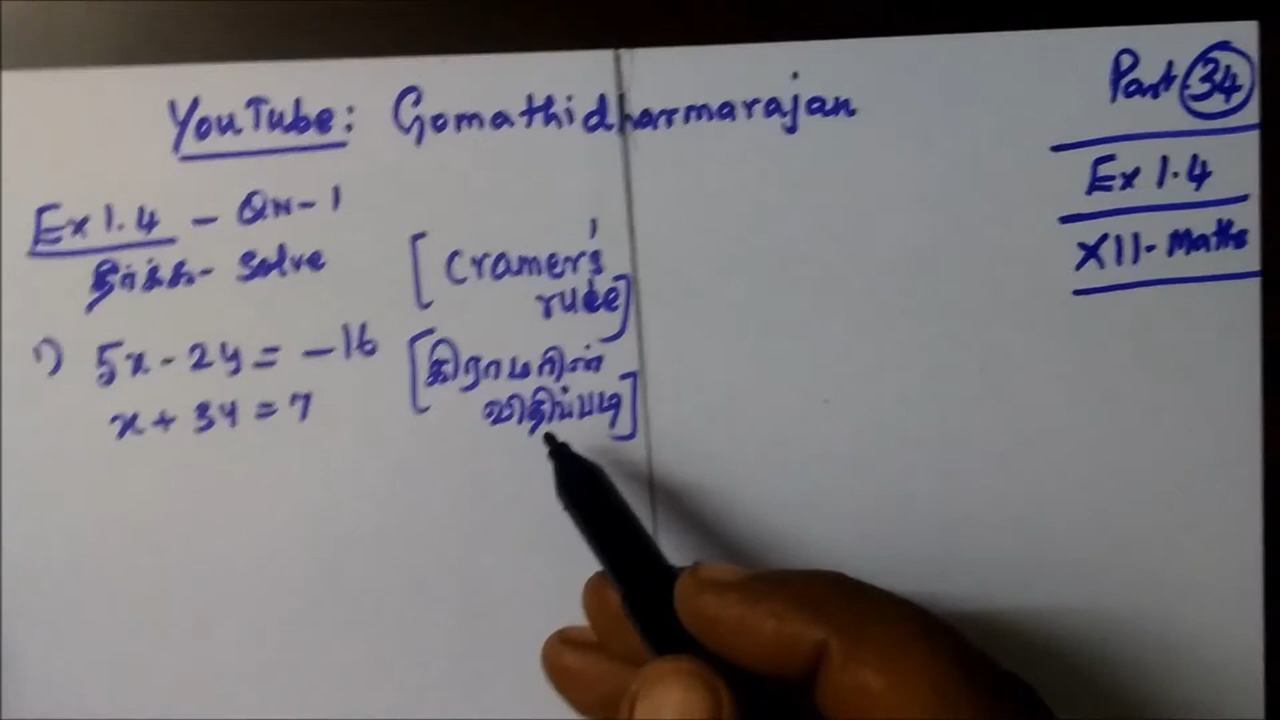 YouTube: Gomathidharmarajan
Part 34
Ex 1.4
XII- Maths
Ex 1.4 - Qn-1
தீர்க்க- Solve
[Cramer's
rule]
1) 5x - 2y = -16
x + 3y = 7
[கிராமரின்
விதிப்படி]